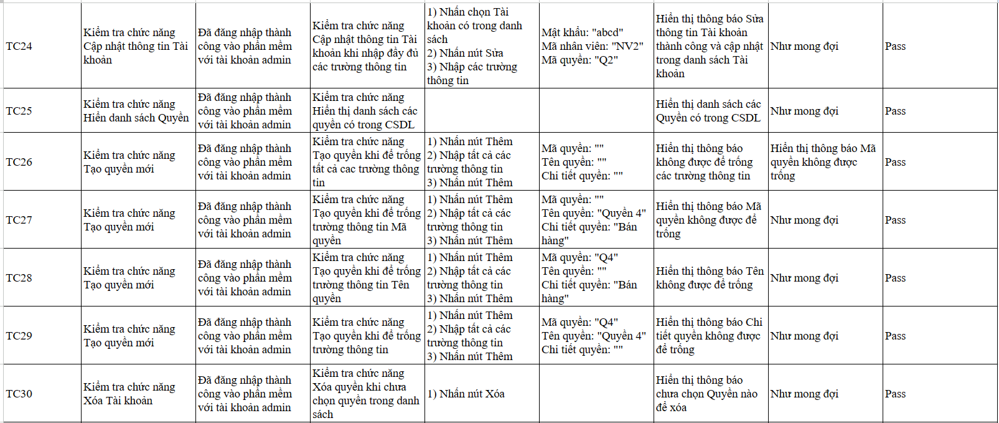 TC24
Kiểm tra chức năng
Cập nhật thông tin Tài
khoản
Đã đăng nhập thành
công vào phần mềm
với tài khoản admin
Kiểm tra chức năng
Cập nhật thông tin Tài
khoản khi nhập đầy đủ
các trường thông tin
1) Nhấn chọn Tài
khoản có trong danh
sách
2) Nhấn nút Sửa
3) Nhập các trường
thông tin
Mật khẩu: "abcd"
Mã nhân viên: "NV2"
Mã quyền: "Q2"
Hiển thị thông báo Sửa
thông tin Tài khoản
thành công và cập nhật
trong danh sách Tài
khoản
Như mong đợi
Pass
TC25
Kiểm tra chức năng
Hiển danh sách Quyền
Đã đăng nhập thành
công vào phần mềm
với tài khoản admin
Kiểm tra chức năng
Hiển thị danh sách các
quyền có trong CSDL
Hiển thị danh sách các
Quyền có trong CSDL
Như mong đợi
Pass
TC26
Kiểm tra chức năng
Tạo quyền mới
Đã đăng nhập thành
công vào phần mềm
với tài khoản admin
Kiểm tra chức năng
Tạo quyền khi để trống
tất cả cac trường thông
tin
1) Nhấn nút Thêm
2) Nhập tất cả các
trường thông tin
3) Nhấn nút Thêm
Mã quyền: ""
Tên quyền: ""
Chi tiết quyền: ""
Hiển thị thông báo
không được để trống
các trường thông tin
Hiển thị thông báo Mã
quyền không được
trống
Pass
TC27
Kiểm tra chức năng
Tạo quyền mới
Đã đăng nhập thành
công vào phần mềm
với tài khoản admin
Kiểm tra chức năng
Tạo quyền khi để trống
trường thông tin Mã
quyền
1) Nhấn nút Thêm
2) Nhập tất cả các
trường thông tin
3) Nhấn nút Thêm
Mã quyền: ""
Tên quyền: "Quyền 4"
Chi tiết quyền: "Bán
hàng"
Hiển thị thông báo Mã
quyền không được để
trống
Như mong đợi
Pass
TC28
Kiểm tra chức năng
Tạo quyền mới
Đã đăng nhập thành
công vào phần mềm
với tài khoản admin
Kiểm tra chức năng
Tạo quyền khi để trống
trường thông tin Tên
quyền
1) Nhấn nút Thêm
2) Nhập tất cả các
trường thông tin
3) Nhấn nút Thêm
Mã quyền: "Q4"
Tên quyền: ""
Chi tiết quyền: "Bán
hàng"
Hiển thị thông báo Tên
không được để trống
Như mong đợi
Pass
TC29
Kiểm tra chức năng
Tạo quyền mới
Đã đăng nhập thành
công vào phần mềm
với tài khoản admin
Kiểm tra chức năng
Tạo quyền khi để trống
trường thông tin
1) Nhấn nút Thêm
2) Nhập tất cả các
trường thông tin
3) Nhấn nút Thêm
Mã quyền: "Q4"
Tên quyền: "Quyền 4"
Chi tiết quyền: ""
Hiển thị thông báo Chi
tiết quyền không được
để trống
Như mong đợi
Pass
TC30
Kiểm tra chức năng
Xóa Tài khoản
Đã đăng nhập thành
công vào phần mềm
với tài khoản admin
Kiểm tra chức năng
Xóa quyền khi chưa
chọn quyền trong danh
sách
1) Nhấn nút Xóa
Hiển thị thông báo
chưa chọn Quyền nào
để xóa
Như mong đợi
Pass